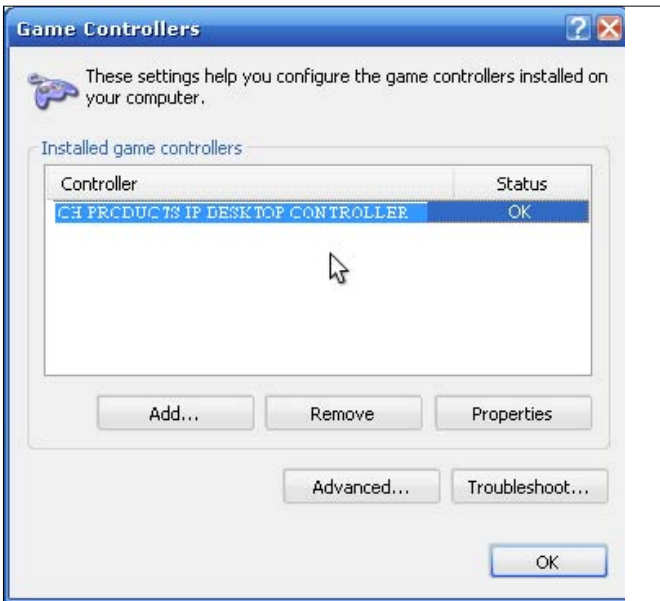 Game Controllers
These settings help you configure the game controllers installed on
your computer.
Installed game controllers
Controller Status
CH PRCDUCTS IP DESKTOP CONTROLLER OK
Add... Remove Properties
Advanced... Troubleshoot...
OK